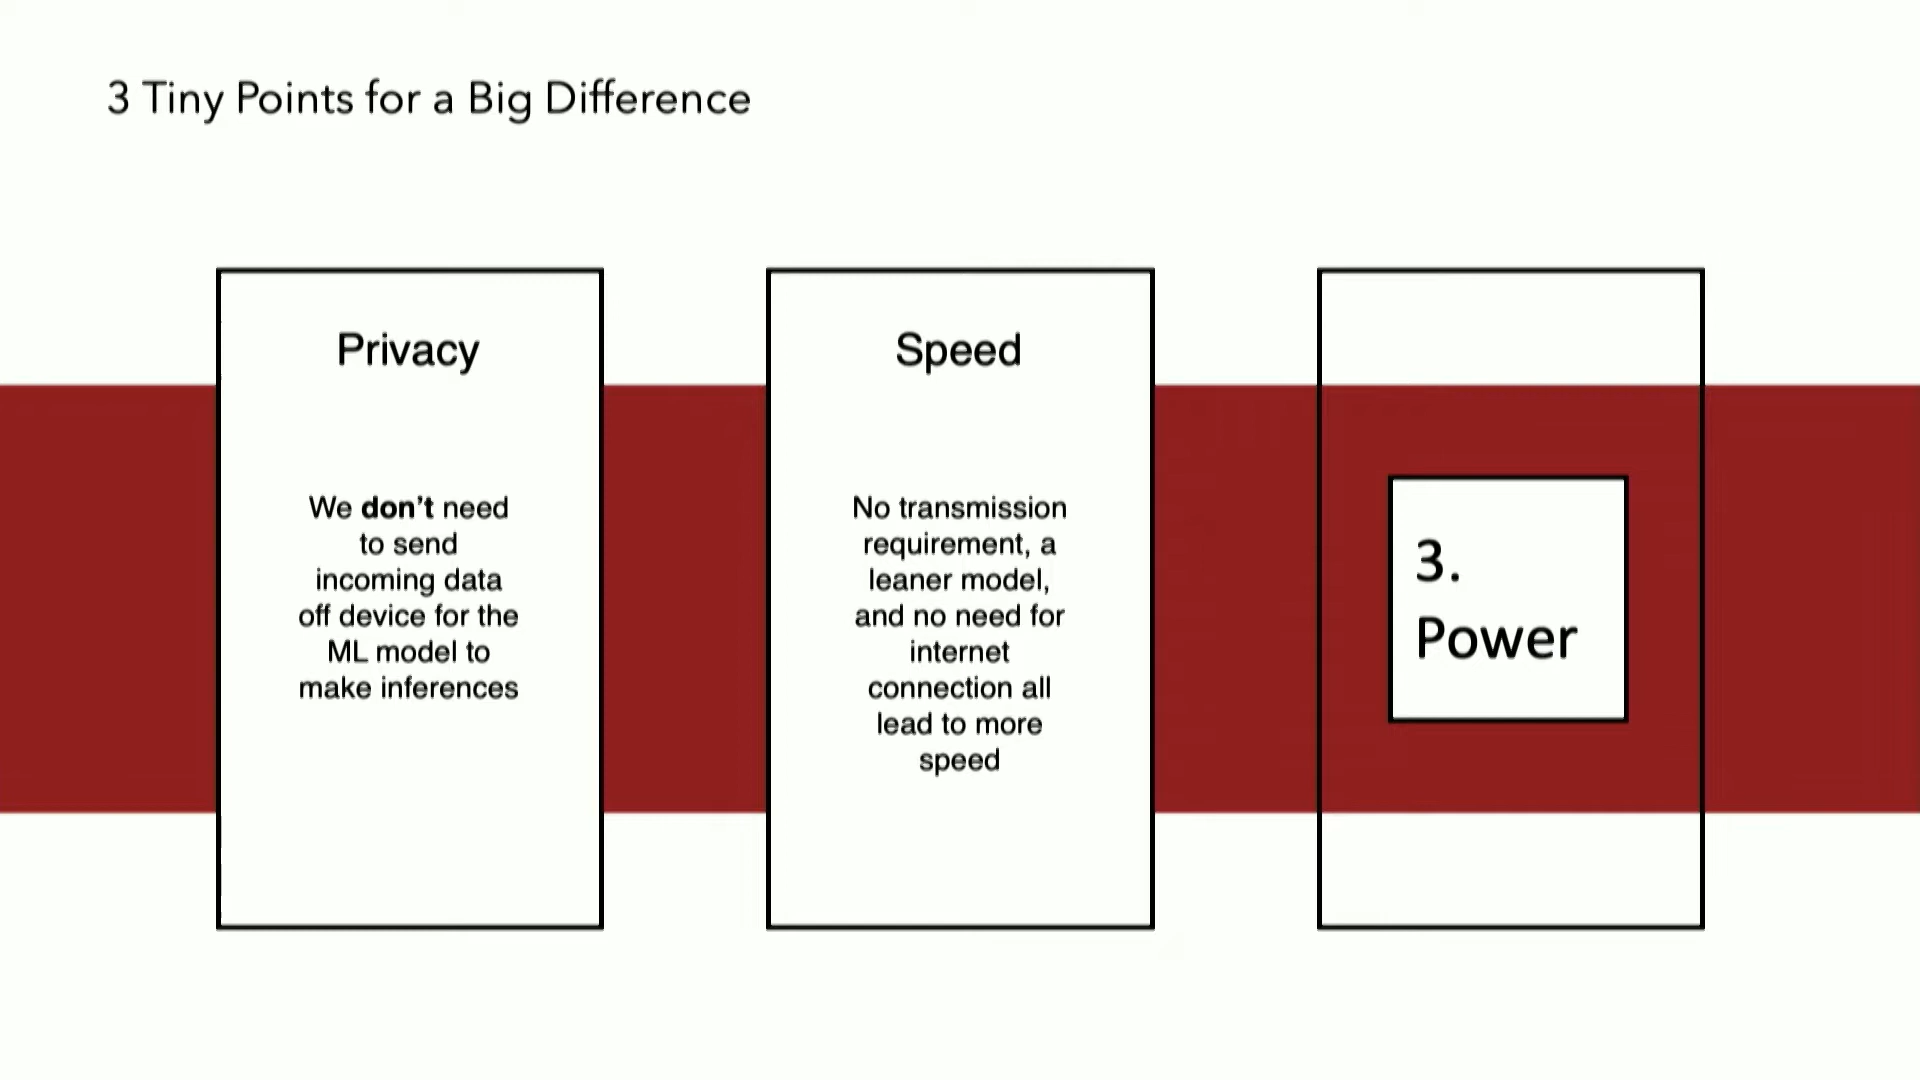 3 Tiny Points for a Big Difference
Privacy
We don't need
to send
incoming data
off device for the
ML model to
make inferences
Speed
No transmission
requirement, a
leaner model,
and no need for
internet
connection all
lead to more
speed
3.
Power